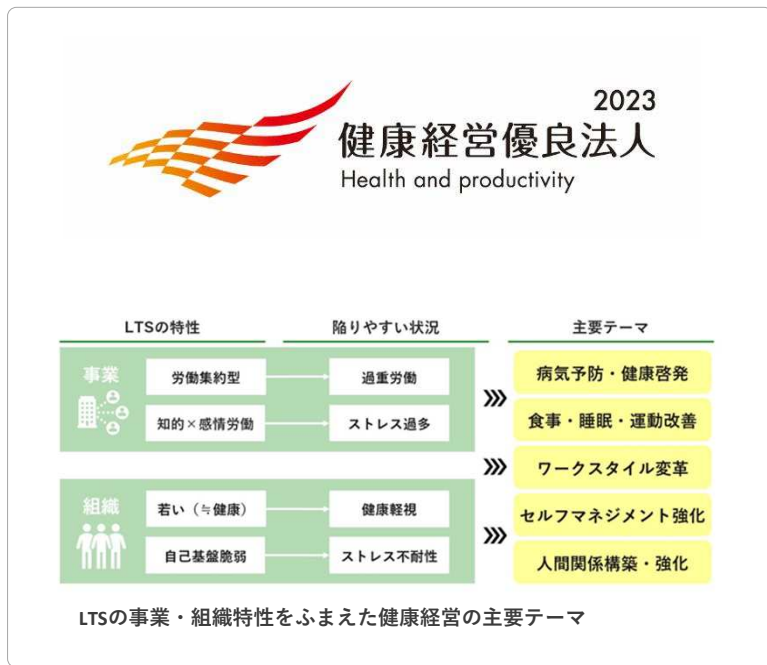 2023
健康経営優良法人
Health and productivity
LTSの特性
陥りやすい状況
主要テーマ
事業
労働集約型
過重労働
知的×感情労働
ストレス過多
組織
若い（≒健康）
健康軽視
自己基盤脆弱
ストレス不耐性
病気予防・健康啓発
食事・睡眠・運動改善
ワークスタイル変革
セルフマネジメント強化
人間関係構築・強化
LTSの事業・組織特性をふまえた健康経営の主要テーマ